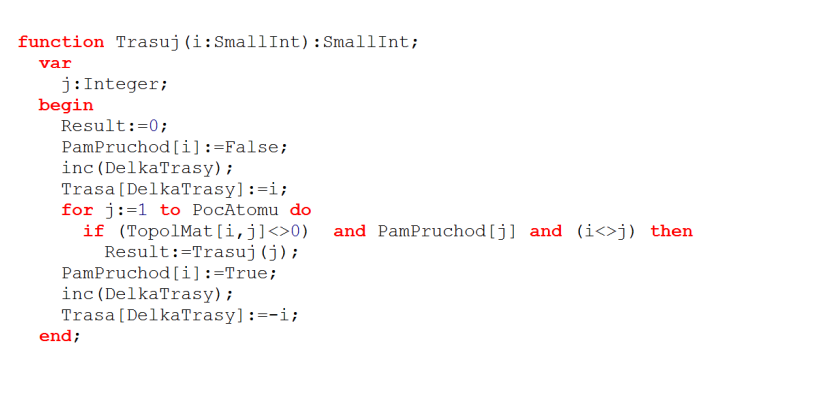 function Trasuj(i:SmallInt):SmallInt;
var
j:Integer;
begin
Result:=0;
PamPruchod[i]:=False;
inc(DelkaTrasy);
Trasa[DelkaTrasy]:=i;
for j:=1 to PocAtomu do
if (TopolMat[i,j]<>0) and PamPruchod[j] and (i<>j) then
Result:=Trasuj(j);
PamPruchod[i]:=True;
inc(DelkaTrasy);
Trasa[DelkaTrasy]:=-i;
end;